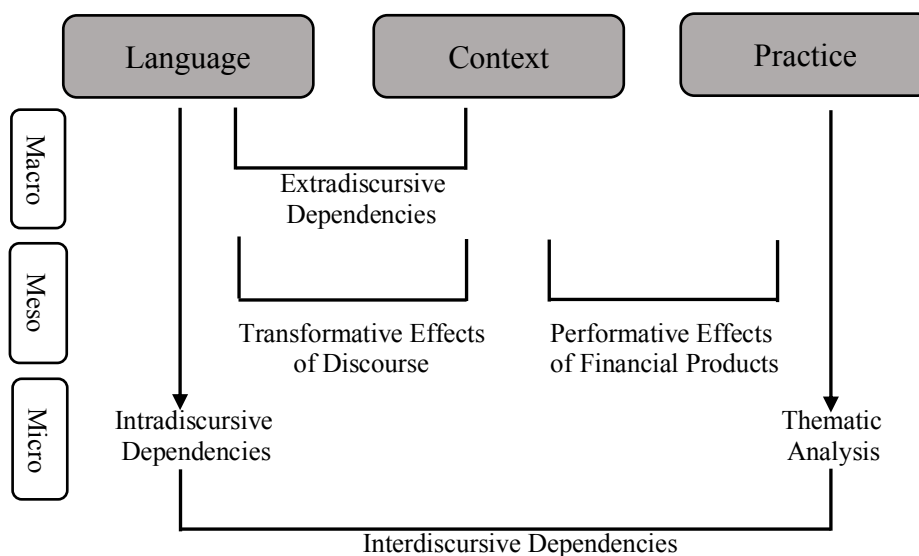 Language
Context
Practice
Macro
Extradiscursive
Dependencies
Meso
Transformative Effects
of Discourse
Performative Effects
of Financial Products
Micro
Intradiscursive
Dependencies
Thematic
Analysis
Interdiscursive Dependencies